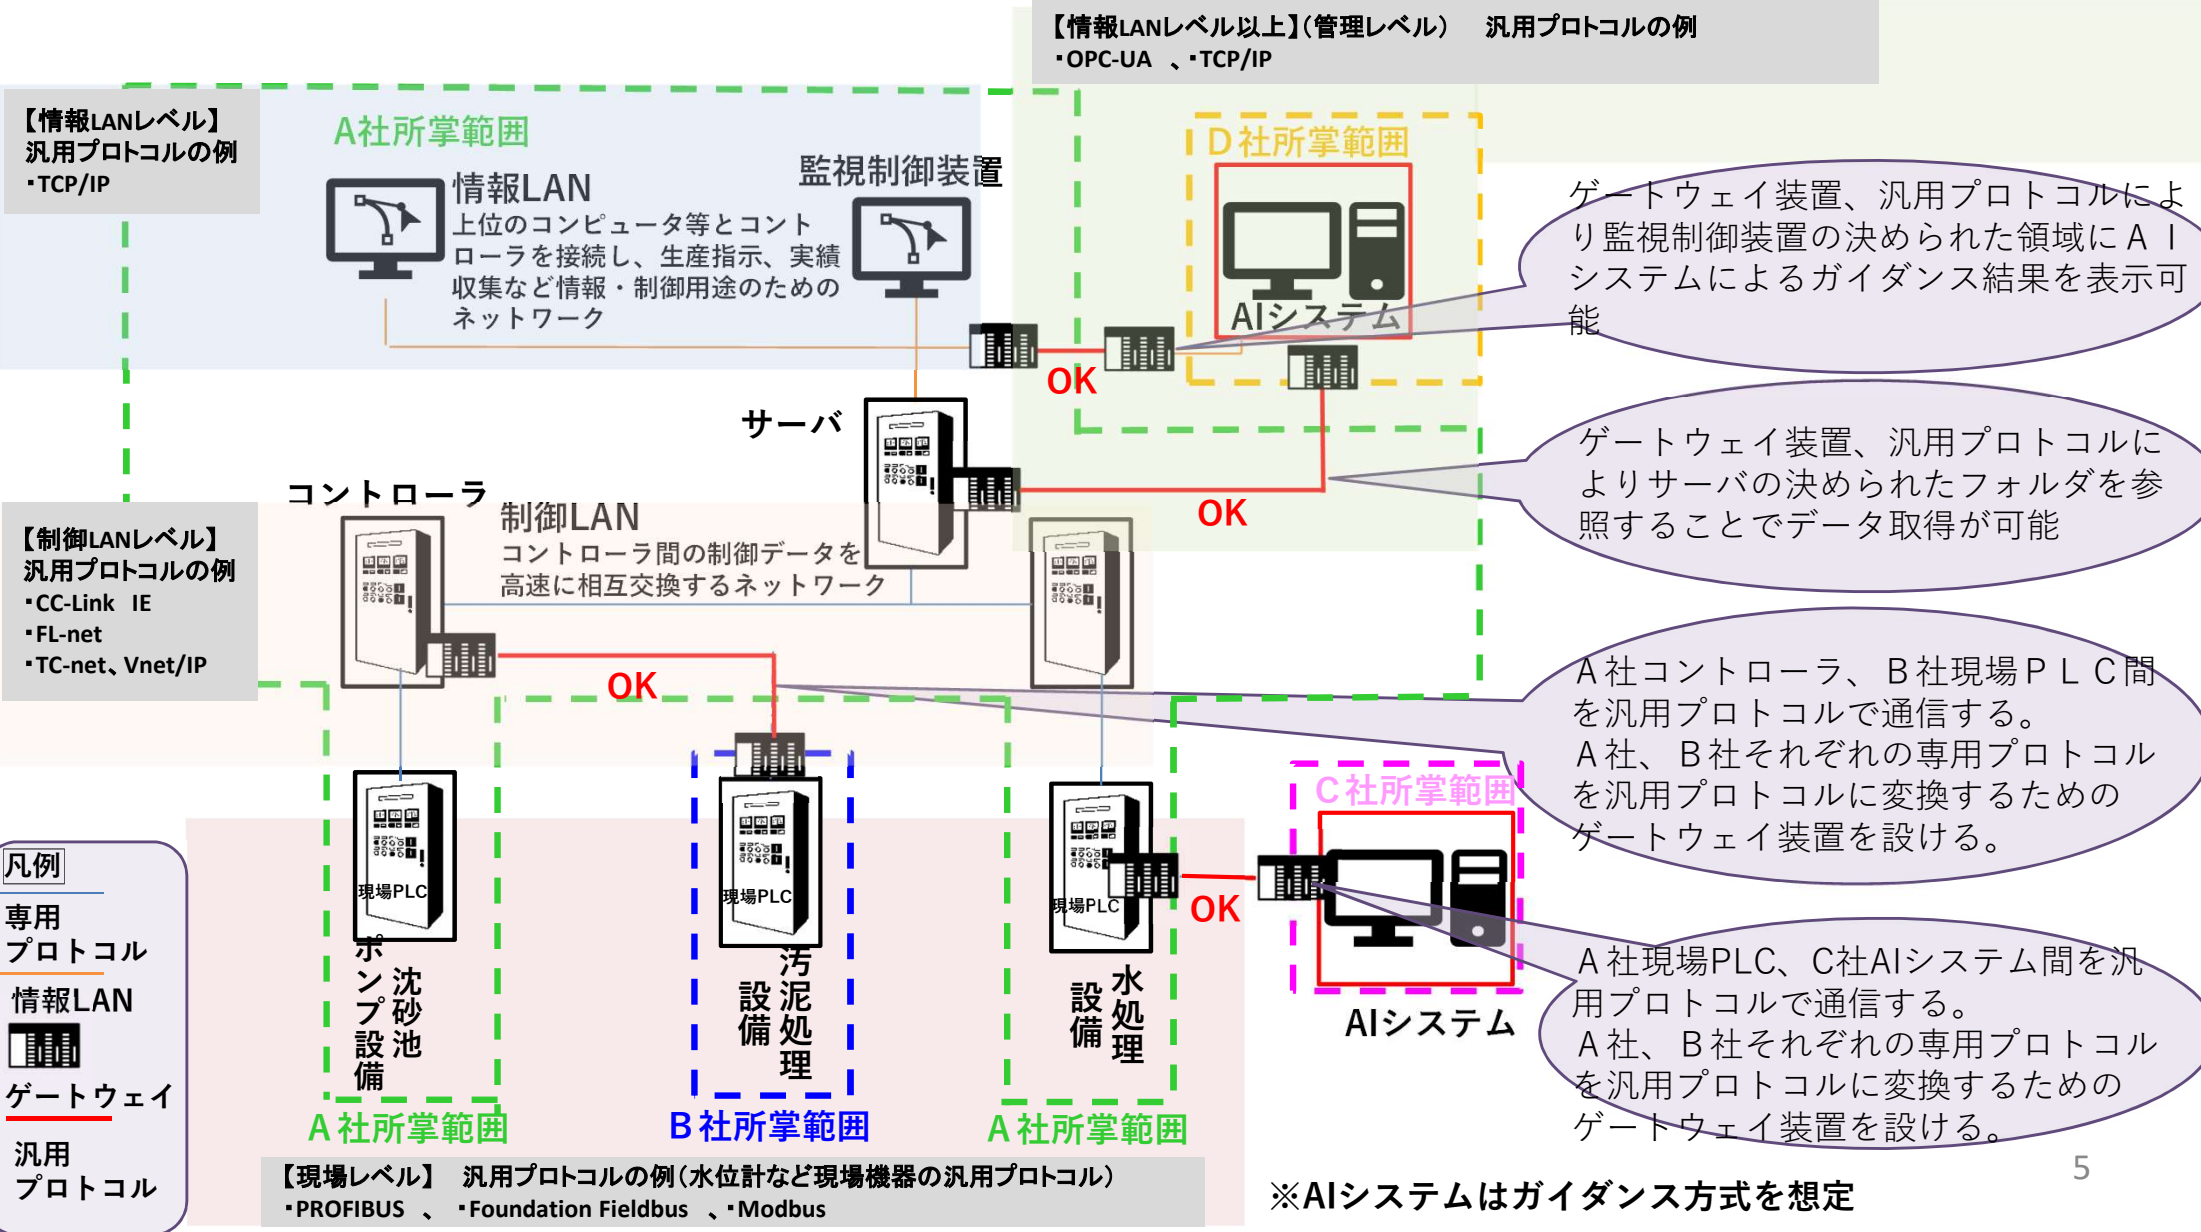 【情報LANレベル以上】（管理レベル）　汎用プロトコルの例
・OPC-UA 、・TCP/IP
【情報LANレベル】
汎用プロトコルの例
・TCP/IP
A社所掌範囲
情報LAN
上位のコンピュータ等とコント
ローラを接続し、生産指示、実績
収集など情報・制御用途のための
ネットワーク
監視制御装置
D社所掌範囲
AIシステム
ゲートウェイ装置、汎用プロトコルによ
り監視制御装置の決められた領域にＡＩ
システムによるガイダンス結果を表示可
能
OK
サーバ
ゲートウェイ装置、汎用プロトコルに
よりサーバの決められたフォルダを参
照することでデータ取得が可能
OK
コントローラ
制御LAN
コントローラ間の制御データを
高速に相互交換するネットワーク
【制御LANレベル】
汎用プロトコルの例
・CC-Link IE
・FL-net
・TC-net、Vnet/IP
OK
Ａ社コントローラ、Ｂ社現場ＰＬＣ間
を汎用プロトコルで通信する。
Ａ社、Ｂ社それぞれの専用プロトコル
を汎用プロトコルに変換するための
ゲートウェイ装置を設ける。
凡例
専用
プロトコル
情報LAN
ゲートウェイ
汎用
プロトコル
現場PLC
沈砂池
ポンプ設備
A社所掌範囲
現場PLC
汚泥処理
設備
B社所掌範囲
現場PLC
水処理
設備
A社所掌範囲
OK
C社所掌範囲
AIシステム
Ａ社現場PLC、C社AIシステム間を汎
用プロトコルで通信する。
Ａ社、Ｂ社それぞれの専用プロトコル
を汎用プロトコルに変換するための
ゲートウェイ装置を設ける。
【現場レベル】　汎用プロトコルの例（水位計など現場機器の汎用プロトコル）
・PROFIBUS 、・Foundation Fieldbus 、・Modbus
※AIシステムはガイダンス方式を想定
5